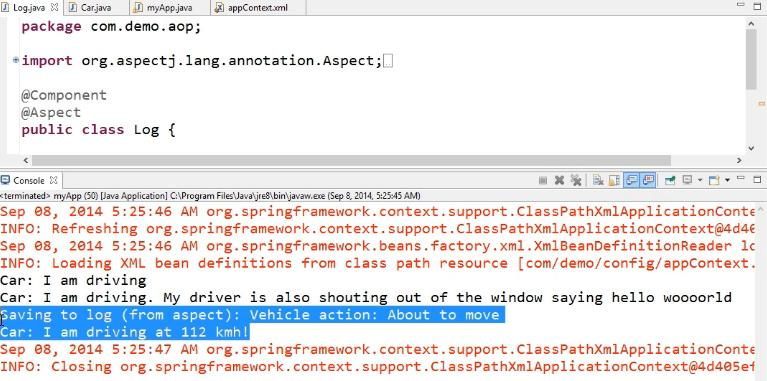 Log.java Car.java myApp.java appContext.xml
package com.demo.aop;
import org.aspectj.lang.annotation.Aspect;
@Component
@Aspect
public class Log {
Console
<terminated> myApp (50) [Java Application] C:\Program Files\Java\jre8\bin\javaw.exe (Sep 8, 2014, 5:25:45 AM)
Sep 08, 2014 5:25:46 AM org.springframework.context.support.ClassPathXmlApplicationConte
INFO: Refreshing org.springframework.context.support.ClassPathXmlApplicationContext@4d40
Sep 08, 2014 5:25:46 AM org.springframework.beans.factory.xml.XmlBeanDefinitionReader lo
INFO: Loading XML bean definitions from class path resource [com/demo/config/appContext.
Car: I am driving
Car: I am driving. My driver is also shouting out of the window saying hello woooorld
Saving to log (from aspect): Vehicle action: About to move
Car: I am driving at 112 kmh!
Sep 08, 2014 5:25:47 AM org.springframework.context.support.ClassPathXmlApplicationConte
INFO: Closing org.springframework.context.support.ClassPathXmlApplicationContext@4d405ef